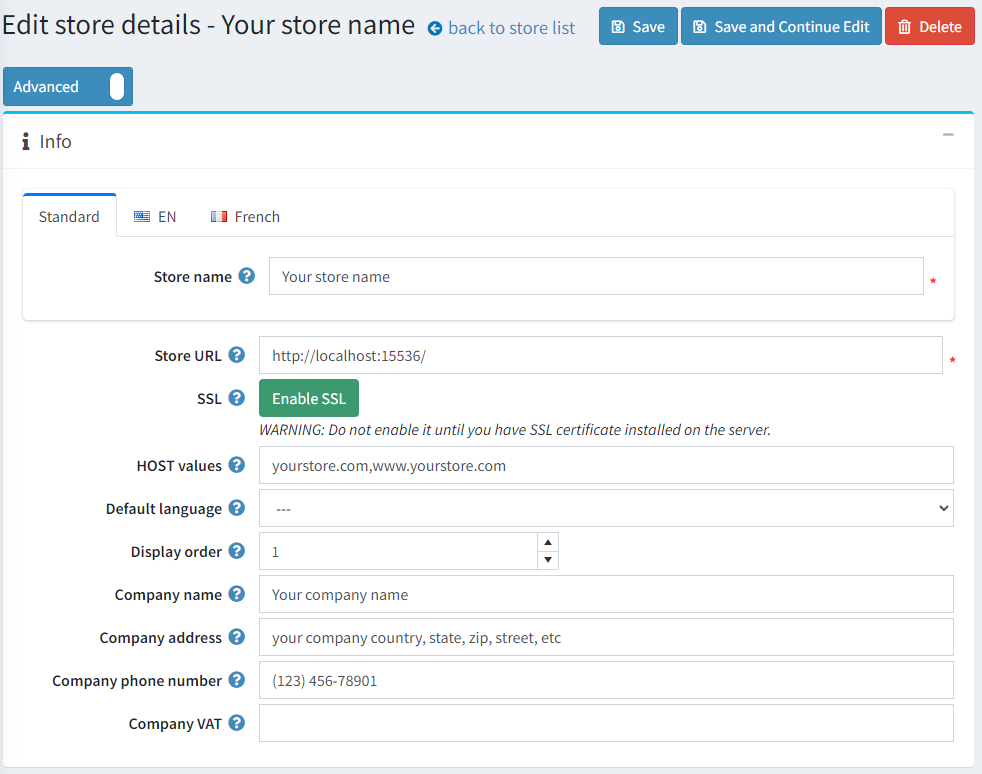 Edit store details - Your store name back to store list Save Save and Continue Edit Delete
Advanced
Info
Standard EN French
Store name Your store name *
Store URL http://localhost:15536/ *
SSL Enable SSL
WARNING: Do not enable it until you have SSL certificate installed on the server.
HOST values yourstore.com,www.yourstore.com
Default language ---
Display order 1
Company name Your company name
Company address your company country, state, zip, street, etc
Company phone number (123) 456-78901
Company VAT